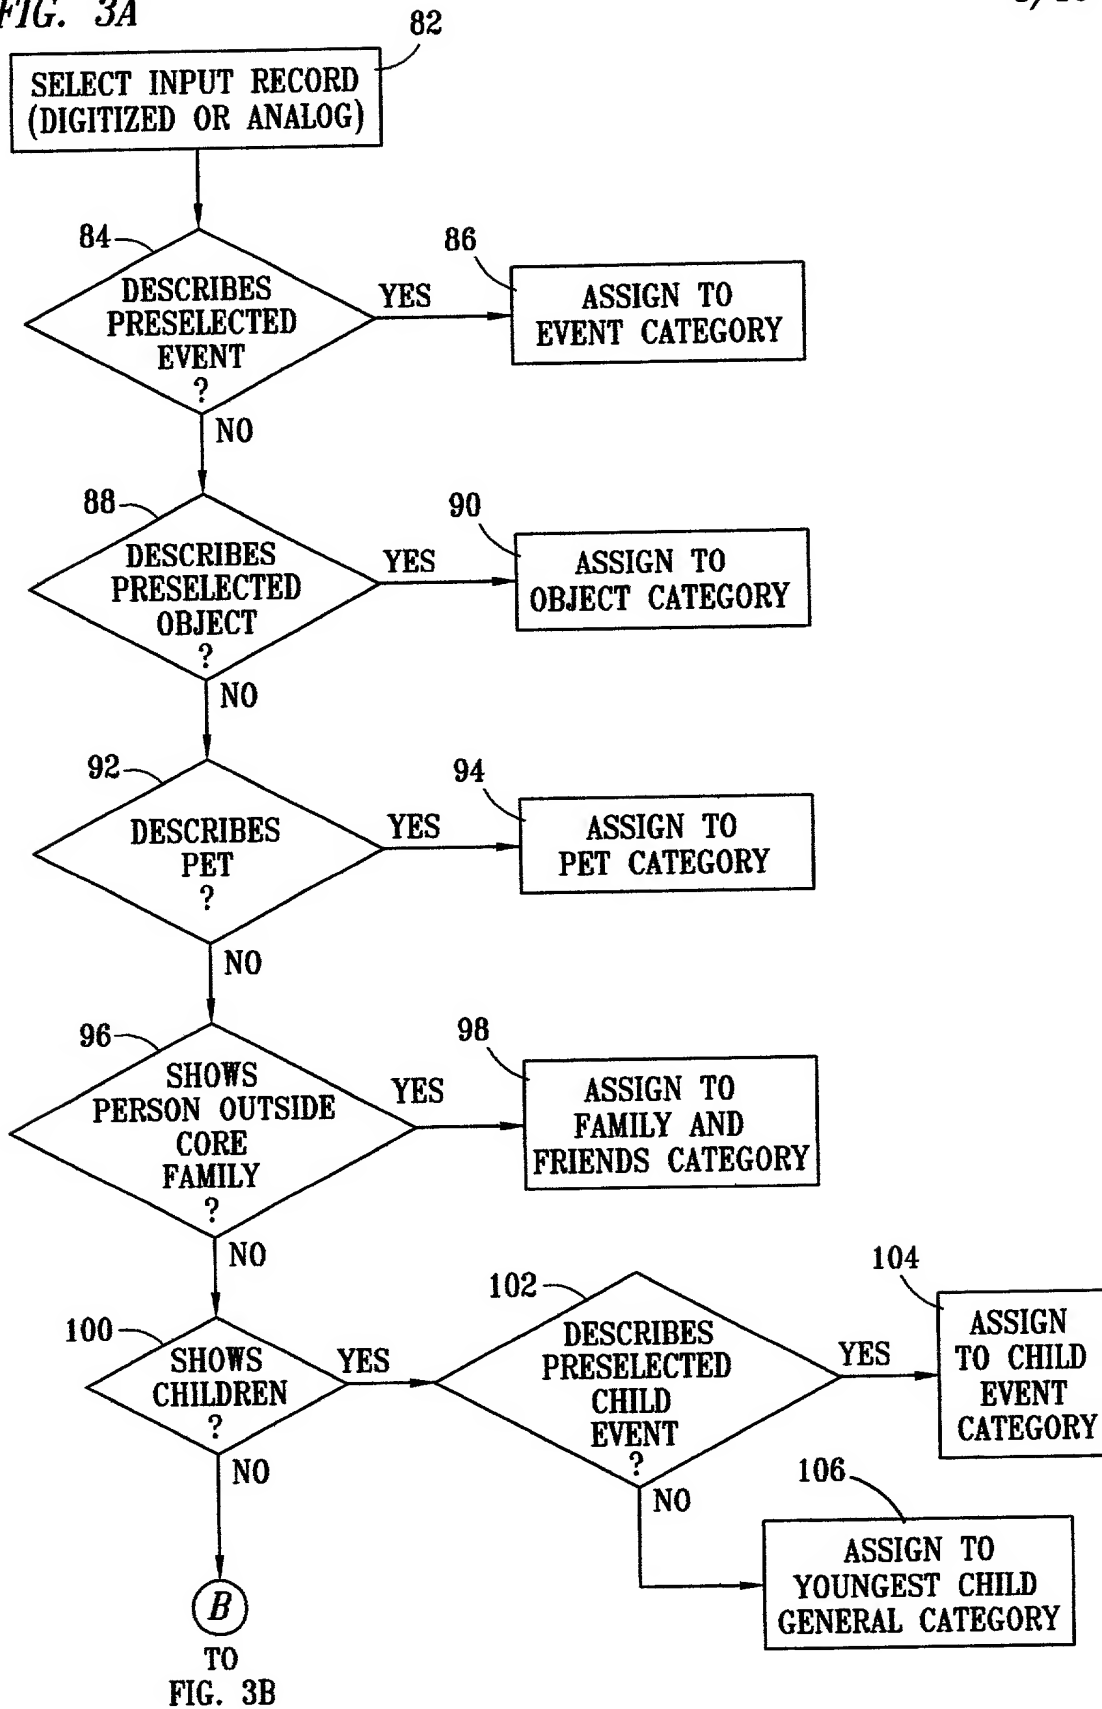 FIG. 3A
82
SELECT INPUT RECORD
(DIGITIZED OR ANALOG)
84
DESCRIBES
PRESELECTED
EVENT
?
YES
NO
86
ASSIGN TO
EVENT CATEGORY
88
DESCRIBES
PRESELECTED
OBJECT
?
YES
NO
90
ASSIGN TO
OBJECT CATEGORY
92
DESCRIBES
PET
?
YES
NO
94
ASSIGN TO
PET CATEGORY
96
SHOWS
PERSON OUTSIDE
CORE
FAMILY
?
YES
NO
98
ASSIGN TO
FAMILY AND
FRIENDS CATEGORY
100
SHOWS
CHILDREN
?
YES
NO
102
DESCRIBES
PRESELECTED
CHILD
EVENT
?
YES
NO
104
ASSIGN
TO CHILD
EVENT
CATEGORY
106
ASSIGN TO
YOUNGEST CHILD
GENERAL CATEGORY
B
TO
FIG. 3B